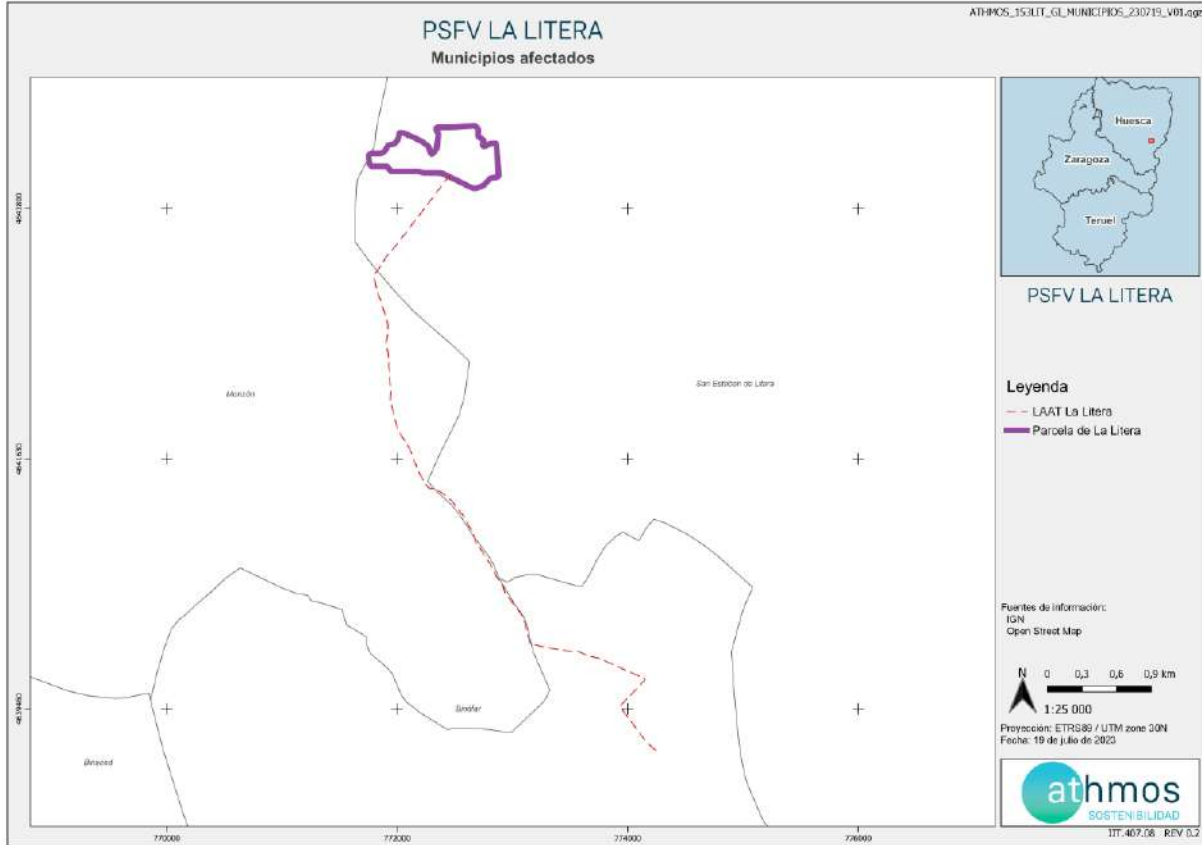 ATHMOS_153LIT_GI_MUNICIPIOS_230719_V01.qgz
PSFV LA LITERA
Municipios afectados
Huesca
Zaragoza
Teruel
PSFV LA LITERA
Monzón
San Esteban de Litera
Leyenda
LAAT La Litera
Parcela de La Litera
Binéfar
Binaced
Fuentes de información:
IGN
Open Street Map
N
0 0,3 0,6 0,9 km
1:25 000
Proyección: ETRS89 / UTM zone 30N
Fecha: 19 de julio de 2023
athmos
SOSTENIBILIDAD
770000 772000 774000 776000
IIT.407.08 REV 0.2